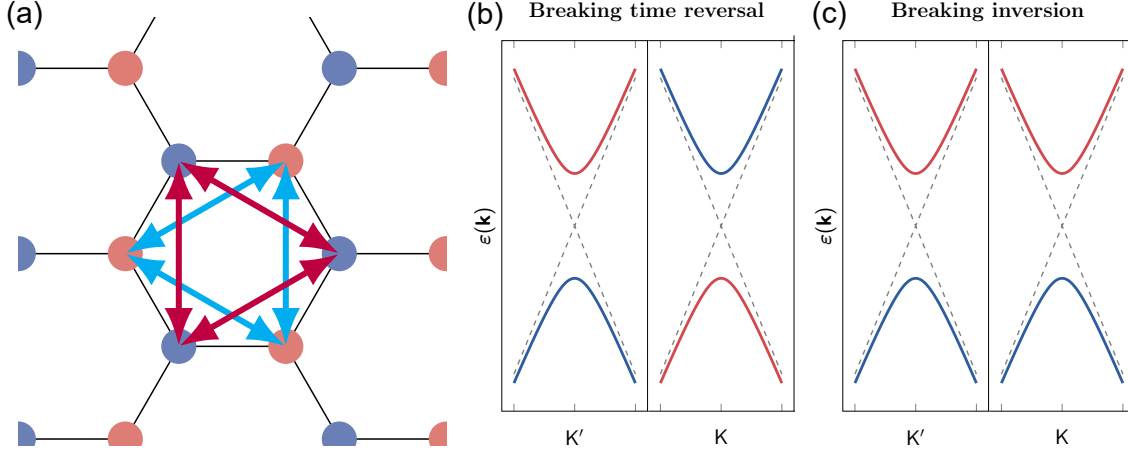 (a)
(b)
Breaking time reversal
ε(k)
K′
K
(c)
Breaking inversion
ε(k)
K′
K